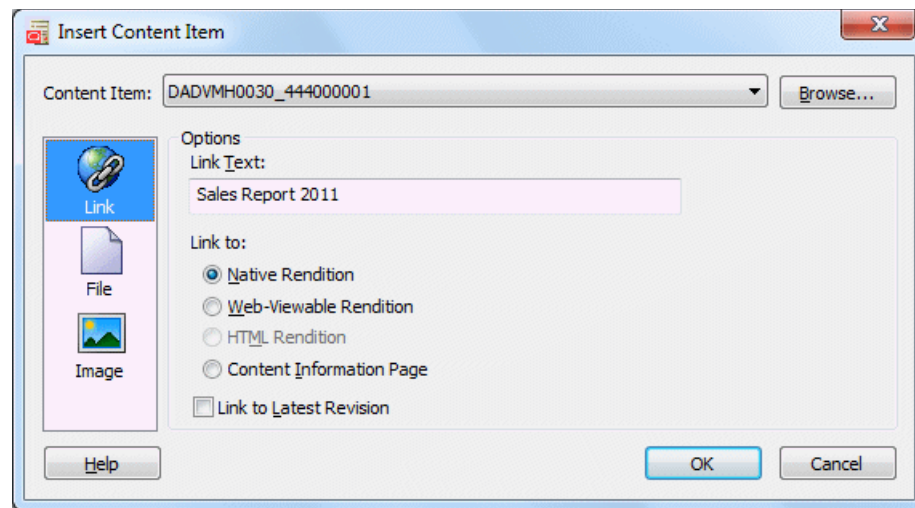 Insert Content Item
Content Item: DADVMH0030_444000001 Browse...
Options
Link Text:
Link
Sales Report 2011
Link to:
File
Native Rendition
Web-Viewable Rendition
HTML Rendition
Image
Content Information Page
Link to Latest Revision
Help OK Cancel